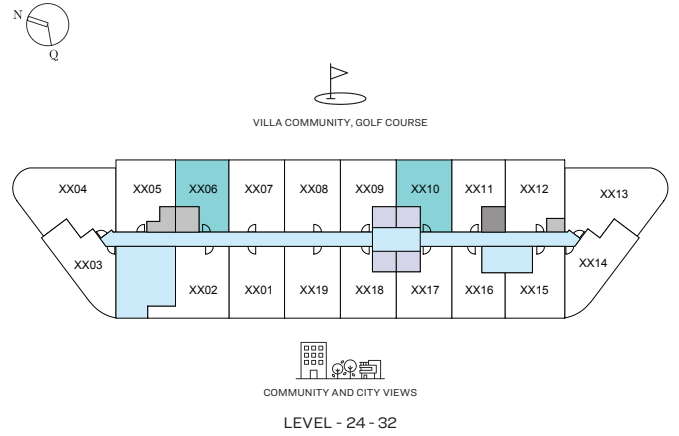 N
Q
VILLA COMMUNITY, GOLF COURSE
XX04 XX05 XX06 XX07 XX08 XX09 XX10 XX11 XX12 XX13
XX03 XX02 XX01 XX19 XX18 XX17 XX16 XX15 XX14
COMMUNITY AND CITY VIEWS
LEVEL - 24 - 32